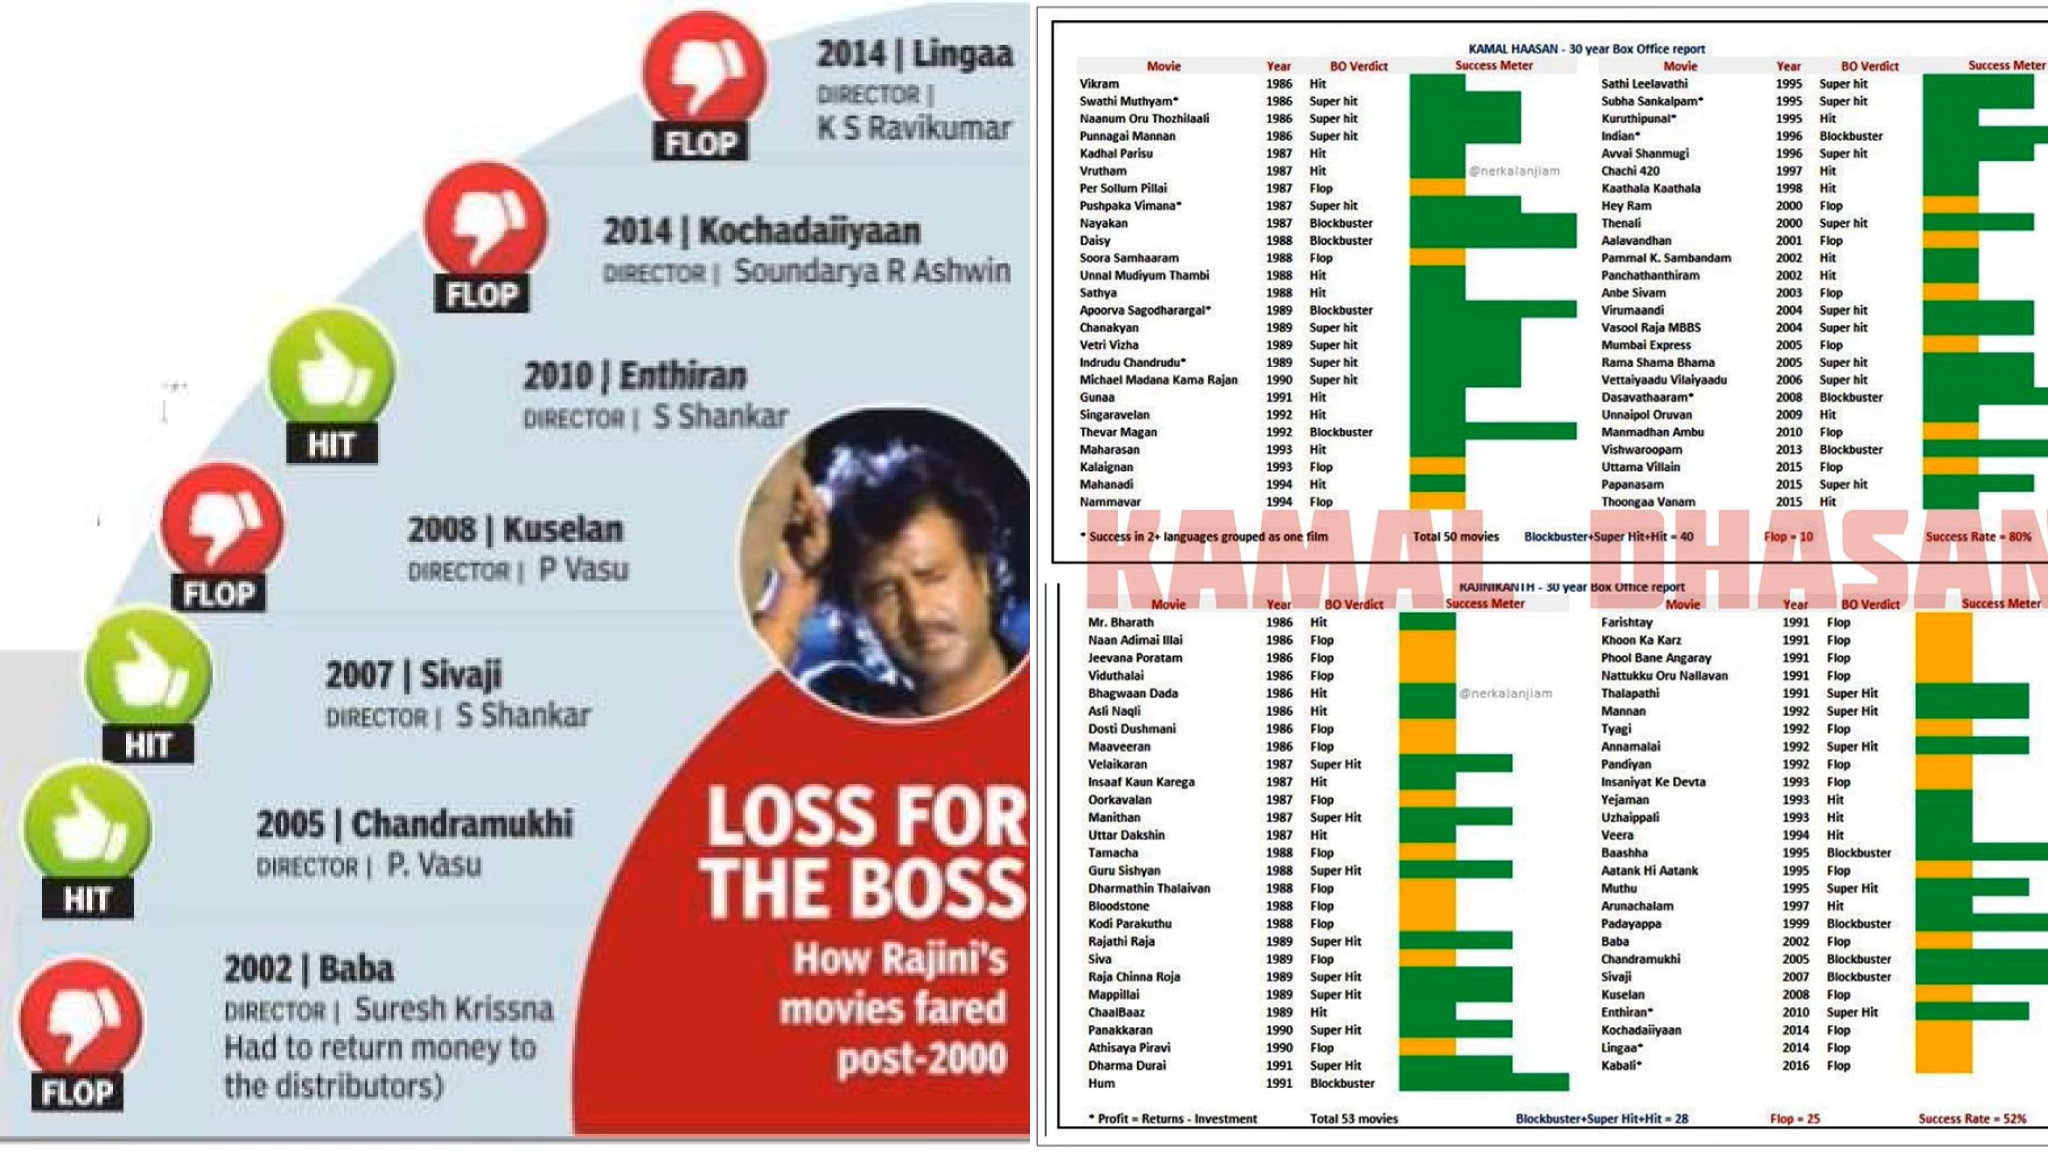 2014 | Lingaa
DIRECTOR |
K S Ravikumar
FLOP
2014 | Kochadaiiyaan
DIRECTOR | Soundarya R Ashwin
FLOP
2010 | Enthiran
DIRECTOR | S Shankar
HIT
2008 | Kuselan
DIRECTOR | P Vasu
FLOP
2007 | Sivaji
DIRECTOR | S Shankar
HIT
2005 | Chandramukhi
DIRECTOR | P. Vasu
HIT
2002 | Baba
DIRECTOR | Suresh Krissna
Had to return money to
the distributors)
FLOP
LOSS FOR
THE BOSS
How Rajini's
movies fared
post-2000
KAMAL HAASAN - 30 year Box Office report
Movie Year BO Verdict Success Meter Movie Year BO Verdict Success Meter
Vikram 1986 Hit Sathi Leelavathi 1995 Super hit
Swathi Muthyam* 1986 Super hit Subha Sankalpam* 1995 Super hit
Naanum Oru Thozhilaali 1986 Super hit Kuruthipunal* 1995 Hit
Punnagai Mannan 1986 Super hit Indian* 1996 Blockbuster
Kadhal Parisu 1987 Hit Avvai Shanmugi 1996 Super hit
Vrutham 1987 Hit @nerkalanjiam Chachi 420 1997 Hit
Per Sollum Pillai 1987 Flop Kaathala Kaathala 1998 Hit
Pushpaka Vimana* 1987 Super hit Hey Ram 2000 Flop
Nayakan 1987 Blockbuster Thenali 2000 Super hit
Daisy 1988 Blockbuster Aalavandhan 2001 Flop
Soora Samhaaram 1988 Flop Pammal K. Sambandam 2002 Hit
Unnal Mudiyum Thambi 1988 Hit Panchathanthiram 2002 Hit
Sathya 1988 Hit Anbe Sivam 2003 Flop
Apoorva Sagodharargal* 1989 Blockbuster Virumaandi 2004 Super hit
Chanakyan 1989 Super hit Vasool Raja MBBS 2004 Super hit
Vetri Vizha 1989 Super hit Mumbai Express 2005 Flop
Indrudu Chandrudu* 1989 Super hit Rama Shama Bhama 2005 Super hit
Michael Madana Kama Rajan 1990 Super hit Vettaiyaadu Vilaiyaadu 2006 Super hit
Gunaa 1991 Hit Dasavathaaram* 2008 Blockbuster
Singaravelan 1992 Hit Unnaipol Oruvan 2009 Hit
Thevar Magan 1992 Blockbuster Manmadhan Ambu 2010 Flop
Maharasan 1993 Hit Vishwaroopam 2013 Blockbuster
Kalaignan 1993 Flop Uttama Villain 2015 Flop
Mahanadi 1994 Hit Papanasam 2015 Super hit
Nammavar 1994 Flop Thoongaa Vanam 2015 Hit
* Success in 2+ languages grouped as one film Total 50 movies Blockbuster+Super Hit+Hit = 40 Flop = 10 Success Rate = 80%
KAMAL DHASAN
RAJINIKANTH - 30 year Box Office report
Movie Year BO Verdict Success Meter Movie Year BO Verdict Success Meter
Mr. Bharath 1986 Hit Farishtay 1991 Flop
Naan Adimai Illai 1986 Flop Khoon Ka Karz 1991 Flop
Jeevana Poratam 1986 Flop Phool Bane Angaray 1991 Flop
Viduthalai 1986 Flop Nattukku Oru Nallavan 1991 Flop
Bhagwaan Dada 1986 Hit @nerkalanjiam Thalapathi 1991 Super Hit
Asli Naqli 1986 Hit Mannan 1992 Super Hit
Dosti Dushmani 1986 Flop Tyagi 1992 Flop
Maaveeran 1986 Flop Annamalai 1992 Super Hit
Velaikaran 1987 Super Hit Pandiyan 1992 Flop
Insaaf Kaun Karega 1987 Hit Insaniyat Ke Devta 1993 Flop
Oorkavalan 1987 Flop Yejaman 1993 Hit
Manithan 1987 Super Hit Uzhaippali 1993 Hit
Uttar Dakshin 1987 Hit Veera 1994 Hit
Tamacha 1988 Flop Baashha 1995 Blockbuster
Guru Sishyan 1988 Super Hit Aatank Hi Aatank 1995 Flop
Dharmathin Thalaivan 1988 Flop Muthu 1995 Super Hit
Bloodstone 1988 Flop Arunachalam 1997 Hit
Kodi Parakuthu 1988 Flop Padayappa 1999 Blockbuster
Rajathi Raja 1989 Super Hit Baba 2002 Flop
Siva 1989 Flop Chandramukhi 2005 Blockbuster
Raja Chinna Roja 1989 Super Hit Sivaji 2007 Blockbuster
Mappillai 1989 Super Hit Kuselan 2008 Flop
ChaalBaaz 1989 Hit Enthiran* 2010 Super Hit
Panakkaran 1990 Super Hit Kochadaiiyaan 2014 Flop
Athisaya Piravi 1990 Flop Lingaa* 2014 Flop
Dharma Durai 1991 Super Hit Kabali* 2016 Flop
Hum 1991 Blockbuster
* Profit = Returns - Investment Total 53 movies Blockbuster+Super Hit+Hit = 28 Flop = 25 Success Rate = 52%